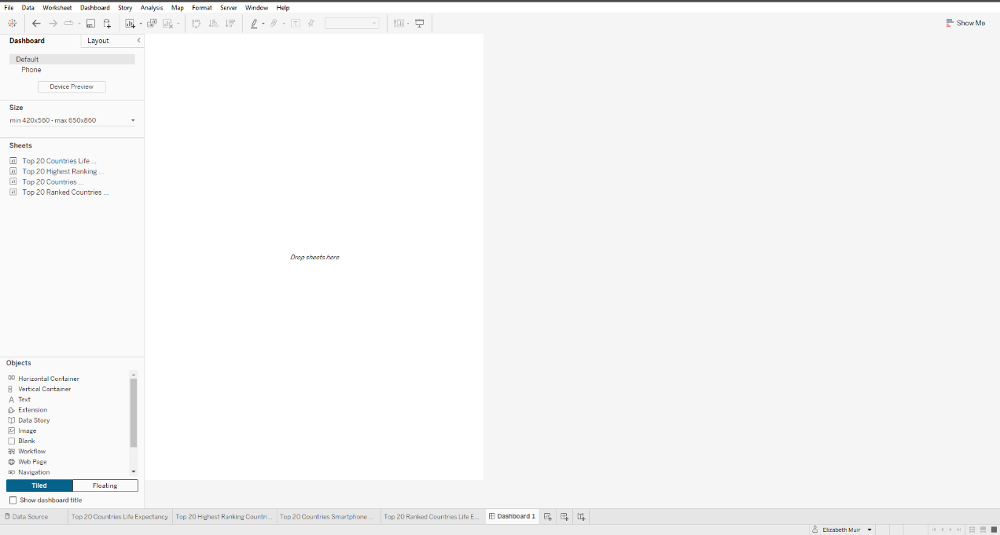 File Data Worksheet Dashboard Story Analysis Map Format Server Window Help
Show Me
Dashboard Layout
Default
Phone
Device Preview
Size
min 420x560 - max 650x860
Sheets
Top 20 Countries Life ...
Top 20 Highest Ranking ...
Top 20 Countries ...
Top 20 Ranked Countries ...
Drop sheets here
Objects
Horizontal Container
Vertical Container
Text
Extension
Data Story
Image
Blank
Workflow
Web Page
Navigation
Tiled Floating
Show dashboard title
Data Source Top 20 Countries Life Expectancy Top 20 Highest Ranking Countri... Top 20 Countries Smartphone ... Top 20 Ranked Countries Life E... Dashboard 1
Elizabeth Muir